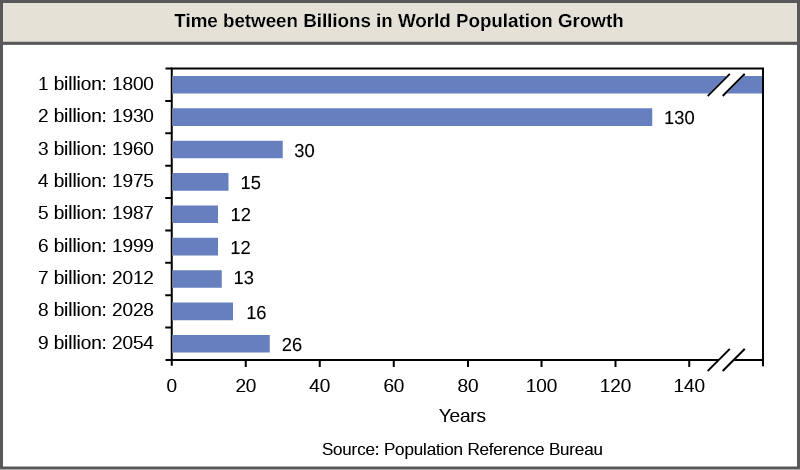 Time between Billions in World Population Growth
1 billion: 1800
2 billion: 1930 130
3 billion: 1960 30
4 billion: 1975 15
5 billion: 1987 12
6 billion: 1999 12
7 billion: 2012 13
8 billion: 2028 16
9 billion: 2054 26
0 20 40 60 80 100 120 140
Years
Source: Population Reference Bureau